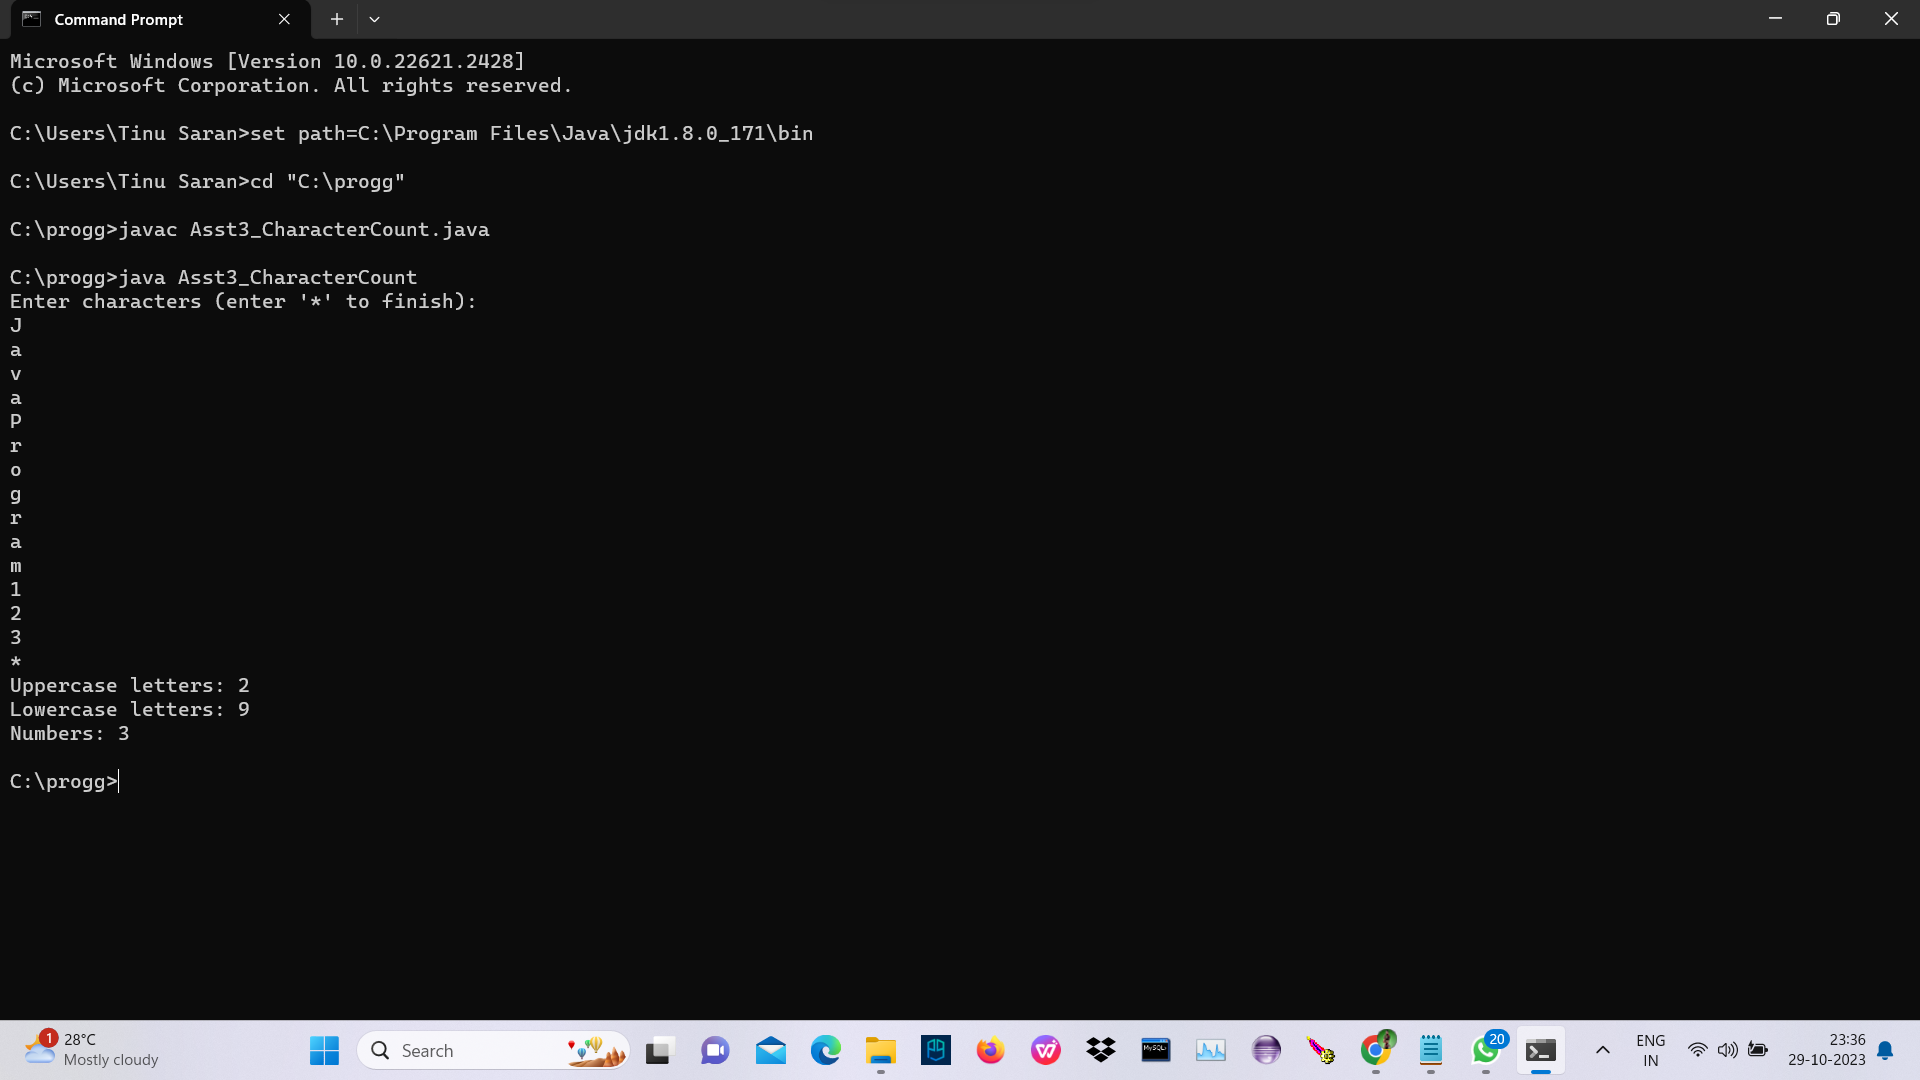 Command Prompt
Microsoft Windows [Version 10.0.22621.2428]
(c) Microsoft Corporation. All rights reserved.
C:\Users\Tinu Saran>set path=C:\Program Files\Java\jdk1.8.0_171\bin
C:\Users\Tinu Saran>cd "C:\progg"
C:\progg>javac Asst3_CharacterCount.java
C:\progg>java Asst3_CharacterCount
Enter characters (enter '*' to finish):
J
a
v
a
P
r
o
g
r
a
m
1
2
3
*
Uppercase letters: 2
Lowercase letters: 9
Numbers: 3
C:\progg>
1
28°C
Mostly cloudy
Search
MySQL
20
ENG
IN
23:36
29-10-2023